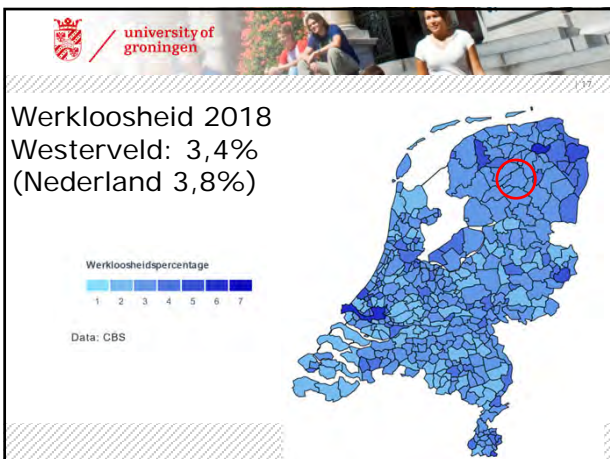 university of
groningen
| 17
Werkloosheid 2018
Westerveld: 3,4%
(Nederland 3,8%)
Werkloosheidspercentage
1 2 3 4 5 6 7
Data: CBS